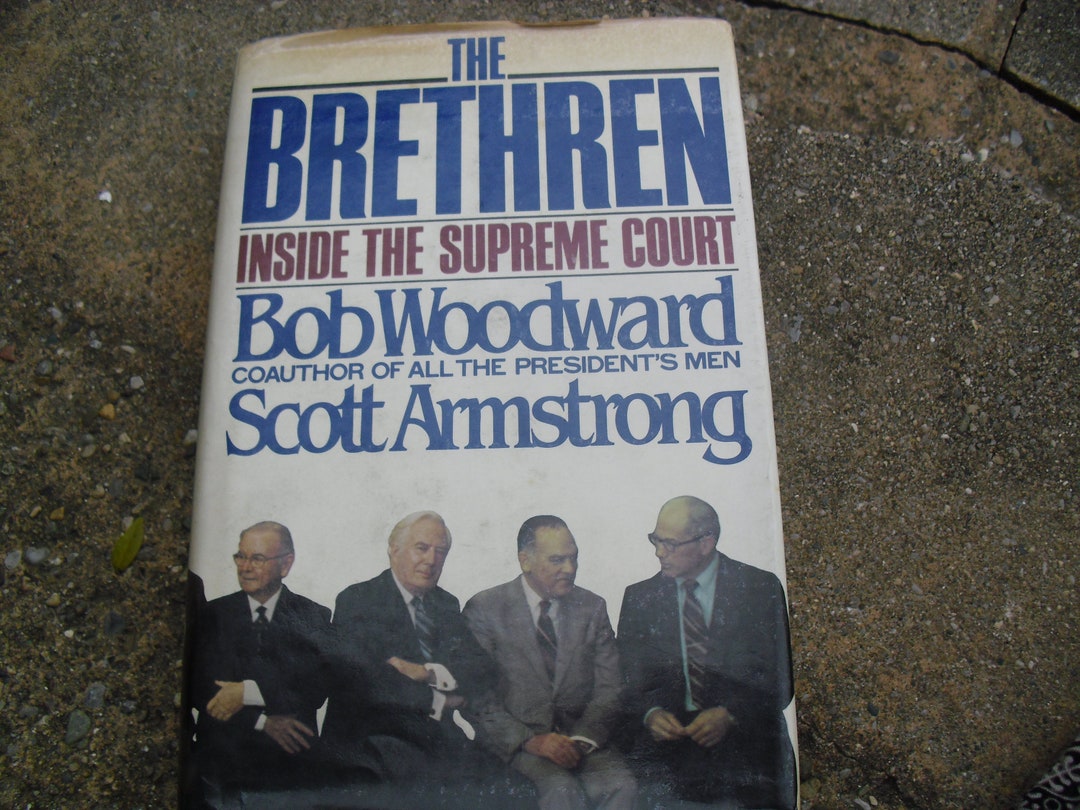 THE
BRETHREN
INSIDE THE SUPREME COURT
Bob Woodward
COAUTHOR OF ALL THE PRESIDENT'S MEN
Scott Armstrong